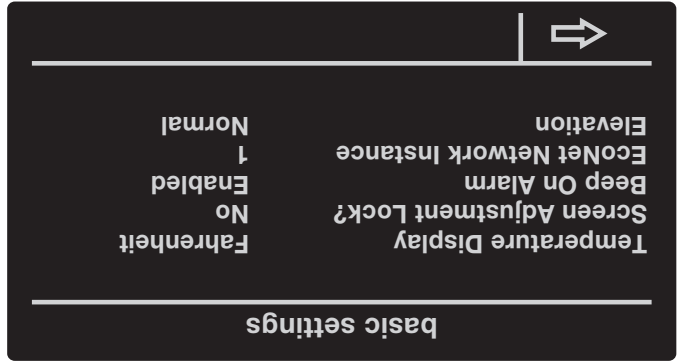 basic settings
Temperature Display Fahrenheit
Screen Adjustment Lock? No
Beep On Alarm Enabled
EcoNet Network Instance 1
Elevation Normal